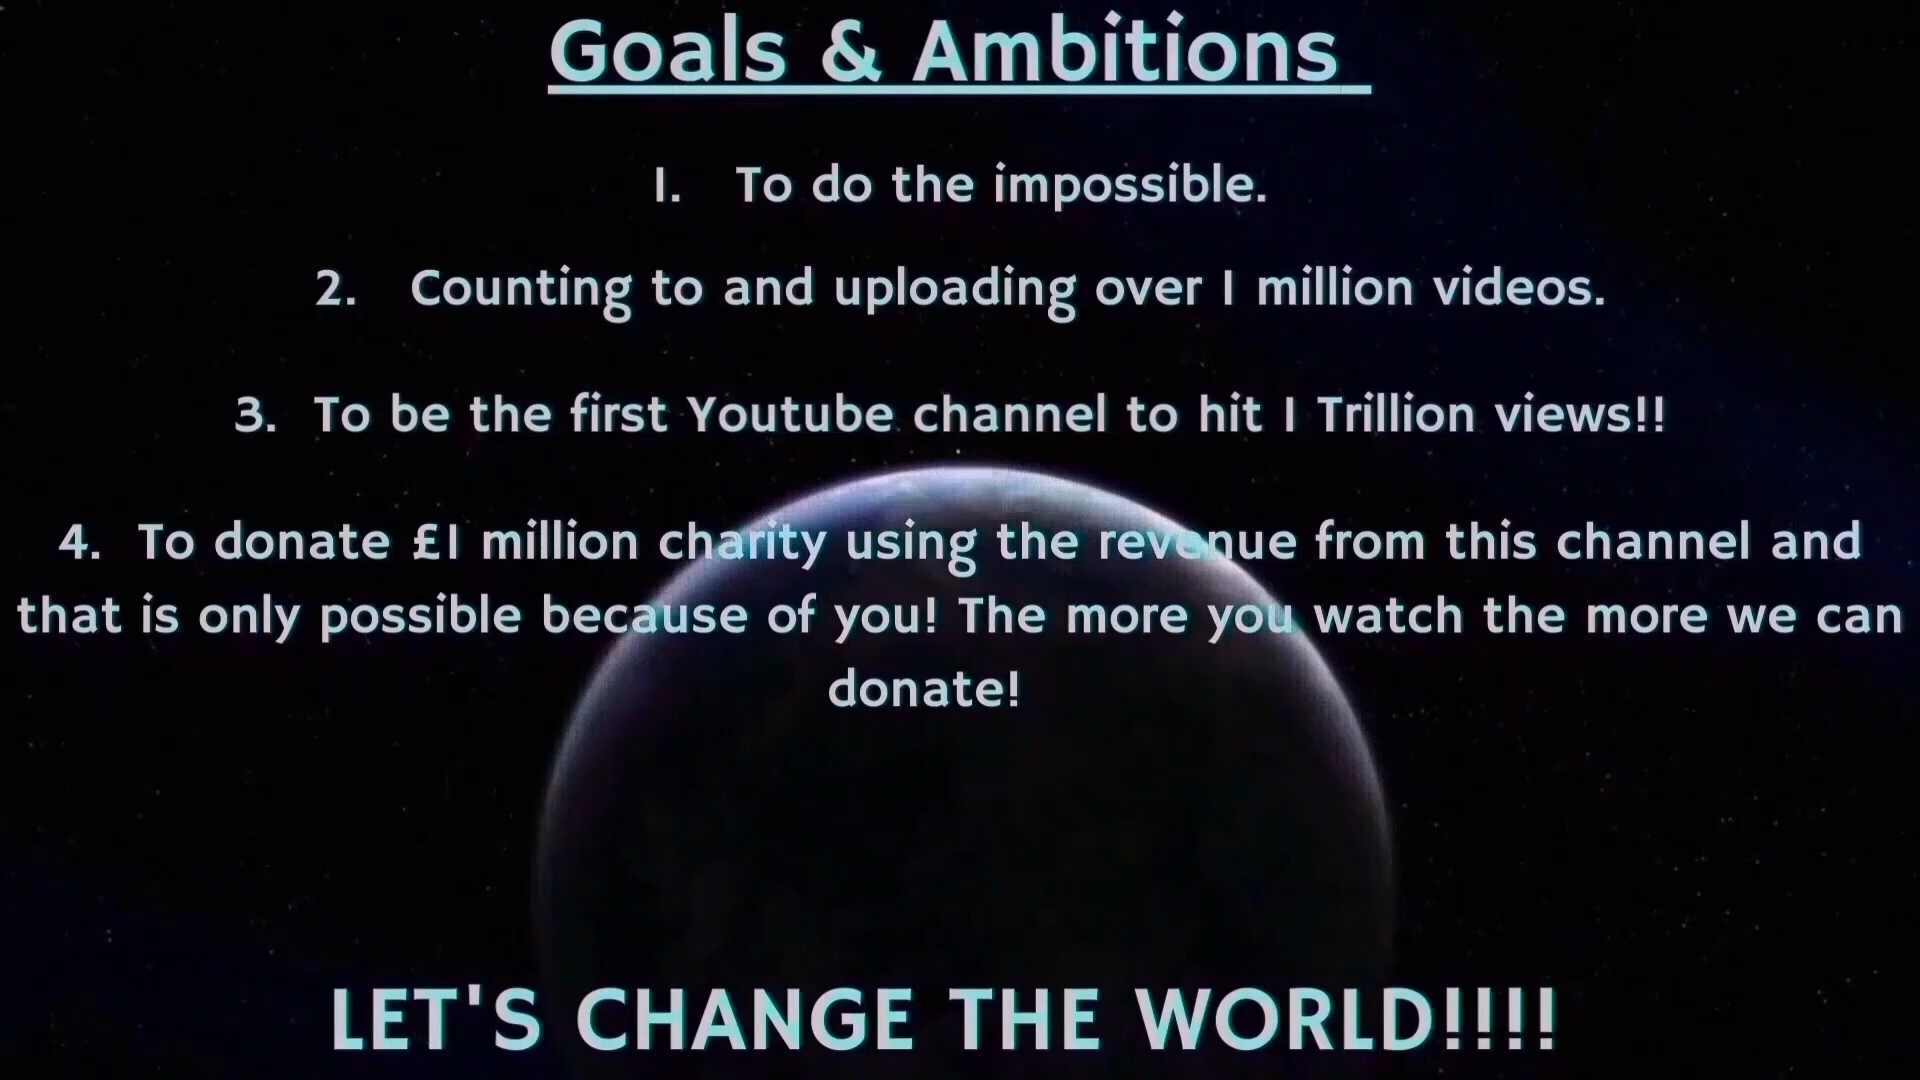 Goals & Ambitions
1. To do the impossible.
2. Counting to and uploading over 1 million videos.
3. To be the first Youtube channel to hit 1 Trillion views!!
4. To donate £1 million charity using the revenue from this channel and
that is only possible because of you! The more you watch the more we can
donate!
LET'S CHANGE THE WORLD!!!!